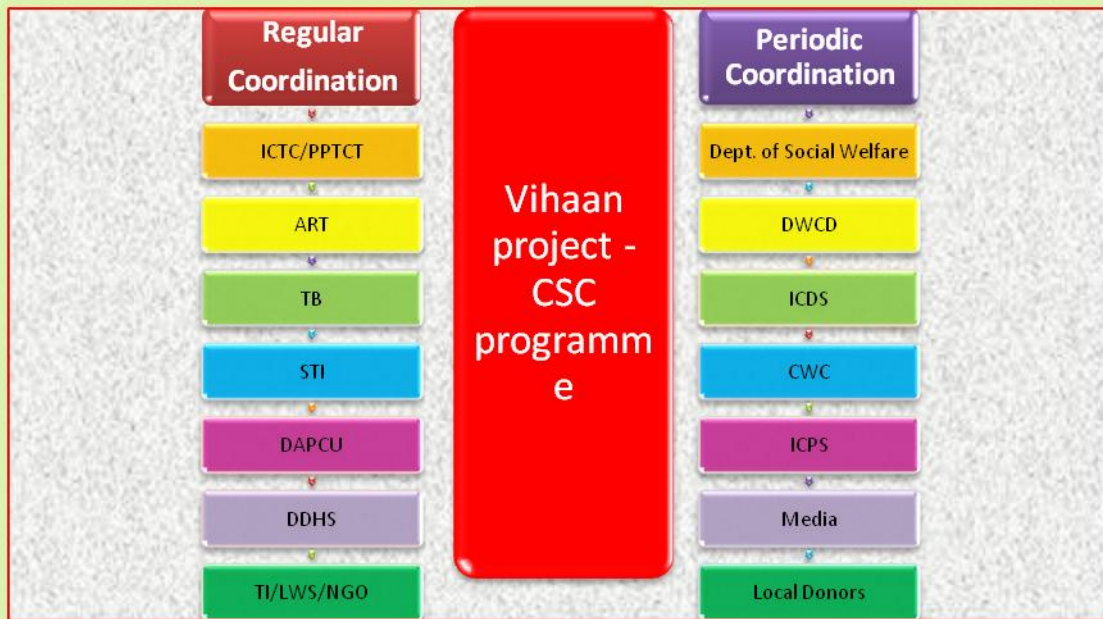 Regular
Coordination
ICTC/PPTCT
ART
TB
STI
DAPCU
DDHS
TI/LWS/NGO
Vihaan
project -
CSC
programm
e
Periodic
Coordination
Dept. of Social Welfare
DWCD
ICDS
CWC
ICPS
Media
Local Donors